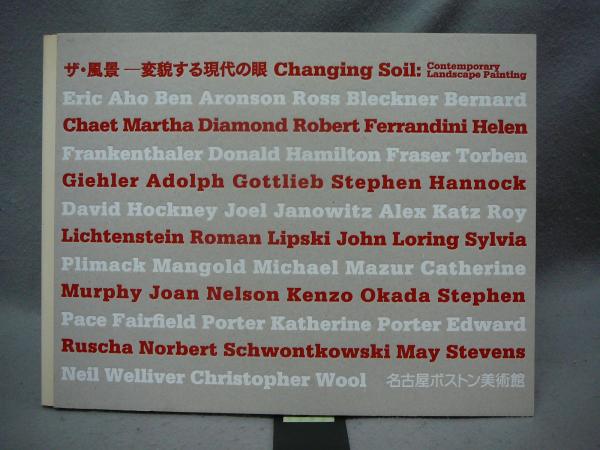 ザ・風景 ―変貌する現代の眼 Changing Soil: Contemporary Landscape Painting
Eric Aho Ben Aronson Ross Bleckner Bernard
Chaet Martha Diamond Robert Ferrandini Helen
Frankenthaler Donald Hamilton Fraser Torben
Giehler Adolph Gottlieb Stephen Hannock
David Hockney Joel Janowitz Alex Katz Roy
Lichtenstein Roman Lipski John Loring Sylvia
Plimack Mangold Michael Mazur Catherine
Murphy Joan Nelson Kenzo Okada Stephen
Pace Fairfield Porter Katherine Porter Edward
Ruscha Norbert Schwontkowski May Stevens
Neil Welliver Christopher Wool 名古屋ボストン美術館